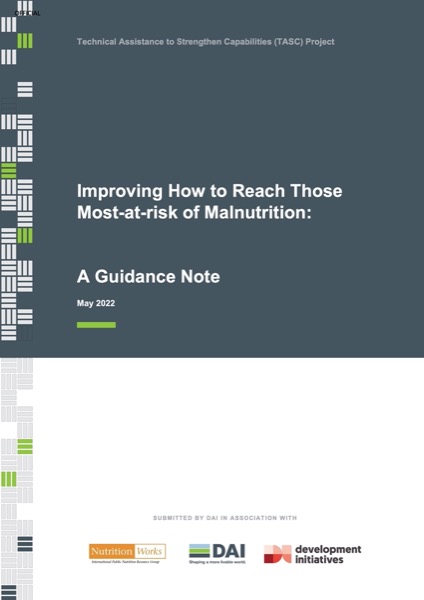 OFFICIAL
Technical Assistance to Strengthen Capabilities (TASC) Project
Improving How to Reach Those
Most-at-risk of Malnutrition:
A Guidance Note
May 2022
SUBMITTED BY DAI IN ASSOCIATION WITH
Nutrition Works
International Public Nutrition Resource Group
DAI
Shaping a more livable world.
development
initiatives